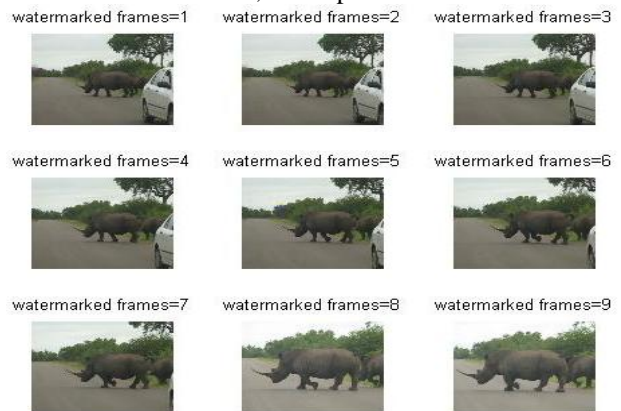 watermarked frames=1 watermarked frames=2 watermarked frames=3
watermarked frames=4 watermarked frames=5 watermarked frames=6
watermarked frames=7 watermarked frames=8 watermarked frames=9